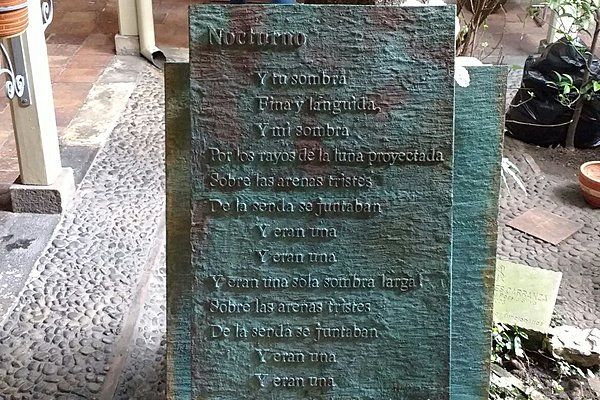 Nocturno
Y tu sombra
Fina y languida,
Y mi sombra
Por los rayos de la luna proyectada
Sobre las arenas tristes
De la senda se juntaban
Y eran una
Y eran una
Y eran una sola sombra larga!
Sobre las arenas tristes
De la senda se juntaban
Y eran una
Y eran una
CARRANZA